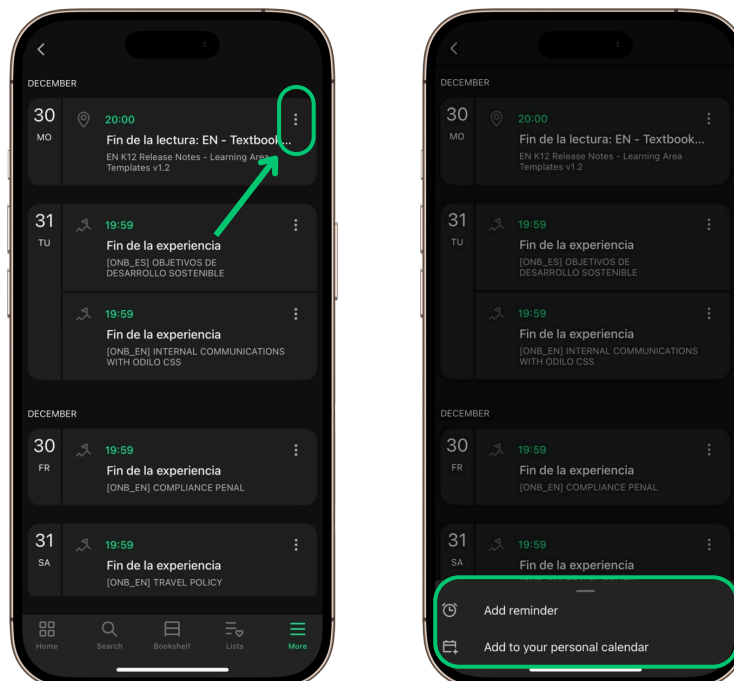 DECEMBER
30
MO
20:00
Fin de la lectura: EN - Textbook...
EN K12 Release Notes - Learning Area
Templates v1.2
31
TU
19:59
Fin de la experiencia
[ONB_ES] OBJETIVOS DE
DESARROLLO SOSTENIBLE
19:59
Fin de la experiencia
[ONB_EN] INTERNAL COMMUNICATIONS
WITH ODILO CSS
DECEMBER
30
FR
19:59
Fin de la experiencia
[ONB_EN] COMPLIANCE PENAL
31
SA
19:59
Fin de la experiencia
[ONB_EN] TRAVEL POLICY
Home
Search
Bookshelf
Lists
More
DECEMBER
30
MO
20:00
Fin de la lectura: EN - Textbook...
EN K12 Release Notes - Learning Area
Templates v1.2
31
TU
19:59
Fin de la experiencia
[ONB_ES] OBJETIVOS DE
DESARROLLO SOSTENIBLE
19:59
Fin de la experiencia
[ONB_EN] INTERNAL COMMUNICATIONS
WITH ODILO CSS
DECEMBER
30
FR
19:59
Fin de la experiencia
[ONB_EN] COMPLIANCE PENAL
31
SA
19:59
Fin de la experiencia
Add reminder
Add to your personal calendar